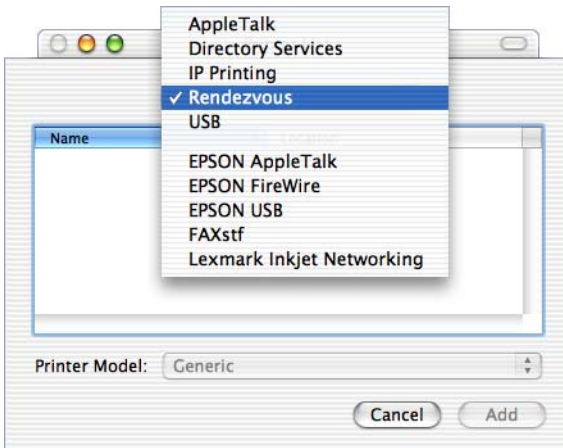 AppleTalk
Directory Services
IP Printing
✓ Rendezvous
USB
Name
EPSON AppleTalk
EPSON FireWire
EPSON USB
FAXstf
Lexmark Inkjet Networking
Printer Model: Generic
Cancel Add